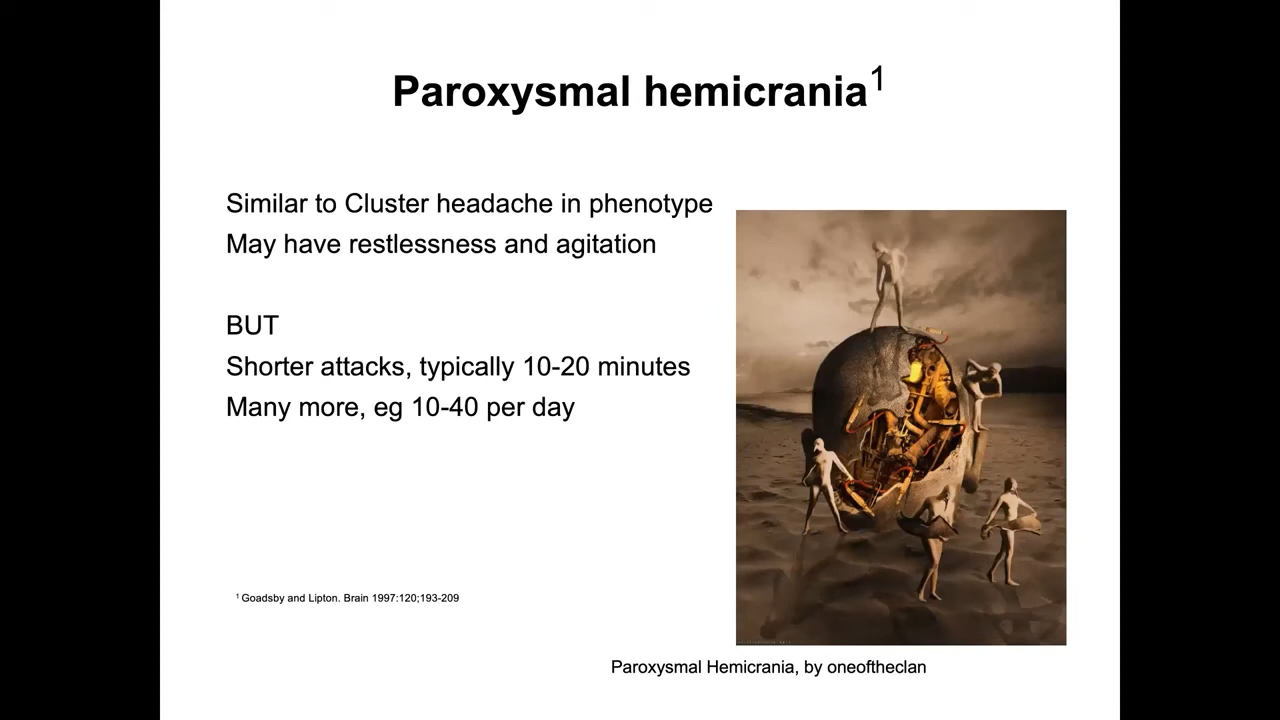 Paroxysmal hemicrania1
Similar to Cluster headache in phenotype
May have restlessness and agitation
BUT
Shorter attacks, typically 10-20 minutes
Many more, eg 10-40 per day
1 Goadsby and Lipton. Brain 1997:120;193-209
Paroxysmal Hemicrania, by oneoftheclan